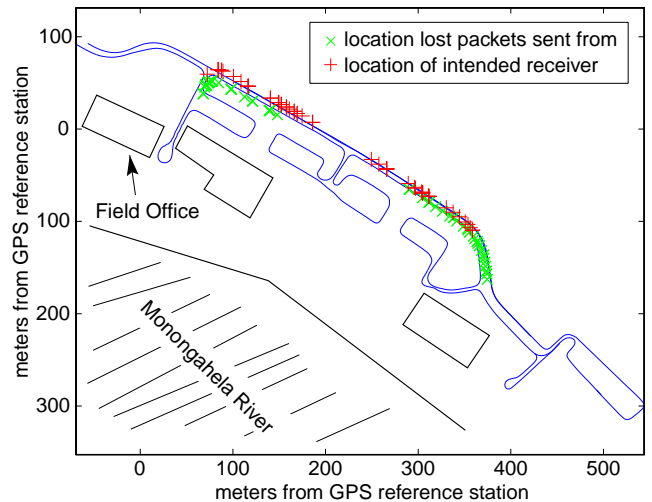 location lost packets sent from
location of intended receiver
100
0
100
200
300
meters from GPS reference station
Field Office
Monongahela River
0 100 200 300 400 500
meters from GPS reference station